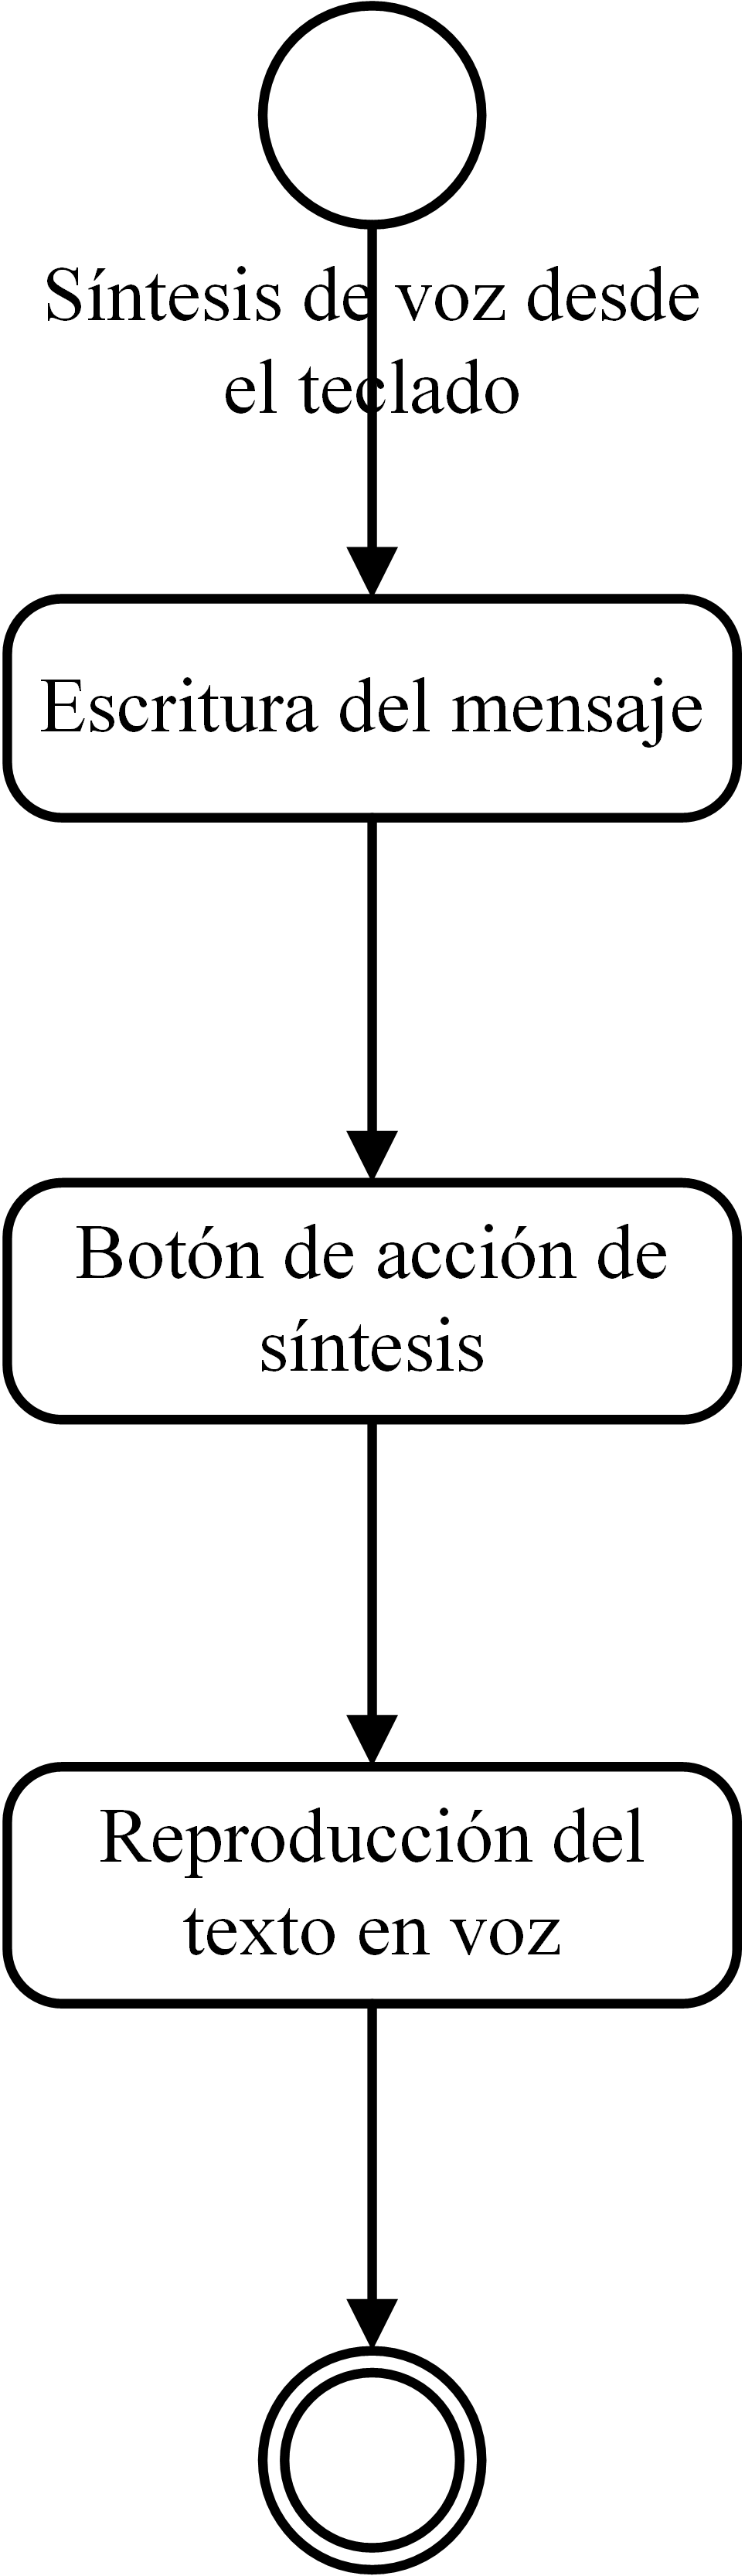 Síntesis de voz desde
el teclado
Escritura del mensaje
Botón de acción de
síntesis
Reproducción del
texto en voz